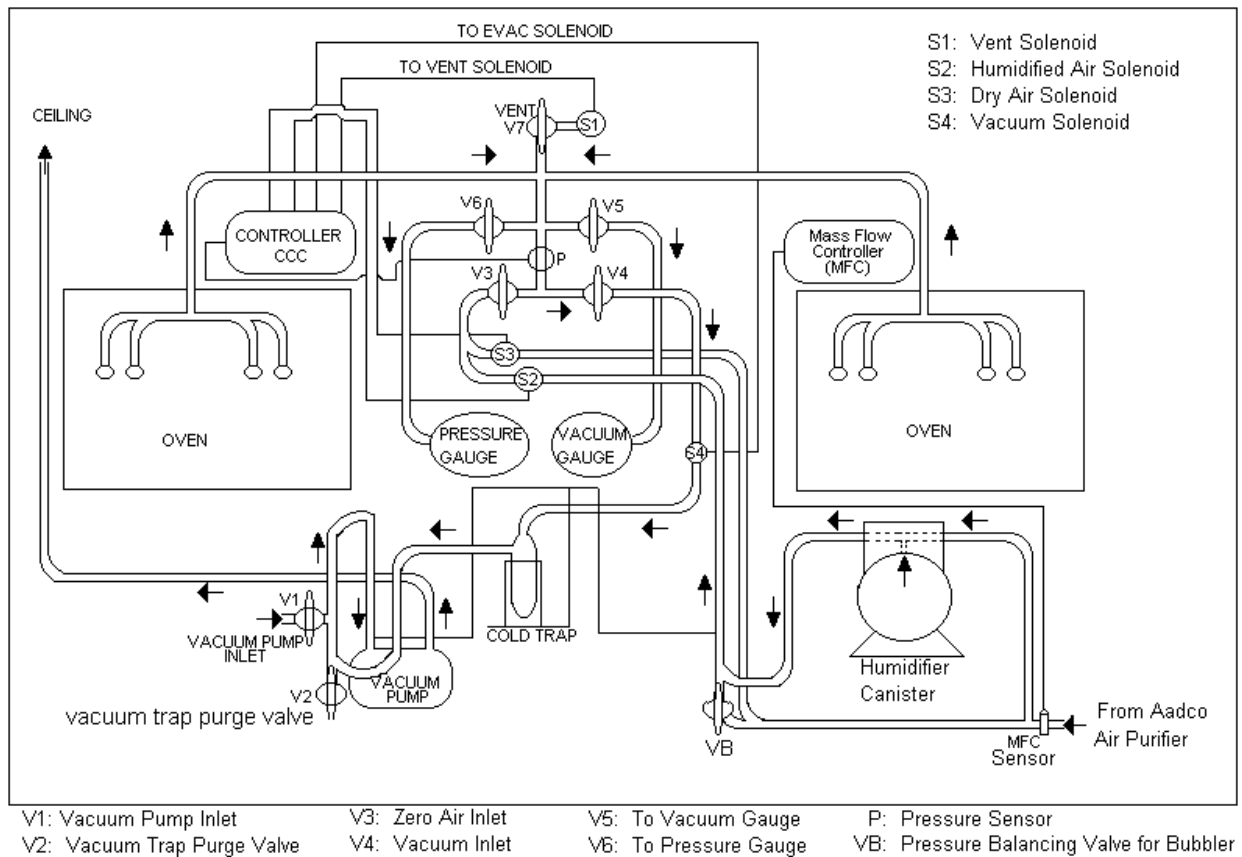 TO EVAC SOLENOID
S1: Vent Solenoid
S2: Humidified Air Solenoid
S3: Dry Air Solenoid
S4: Vacuum Solenoid
TO VENT SOLENOID
CEILING
VENT
V7
S1
V6
V5
CONTROLLER
CCC
Mass Flow
Controller
(MFC)
P
V3
V4
S3
S2
OVEN
PRESSURE
GAUGE
VACUUM
GAUGE
S4
OVEN
V1
VACUUM PUMP
INLET
COLD TRAP
VACUUM
PUMP
V2
vacuum trap purge valve
Humidifier
Canister
VB
MFC
Sensor
From Aadco
Air Purifier
V1: Vacuum Pump Inlet
V2: Vacuum Trap Purge Valve
V3: Zero Air Inlet
V4: Vacuum Inlet
V5: To Vacuum Gauge
V6: To Pressure Gauge
P: Pressure Sensor
VB: Pressure Balancing Valve for Bubbler